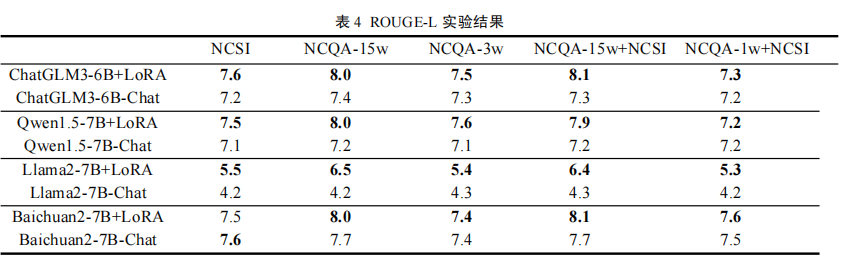 表 4 ROUGE-L 实验结果
NCSI NCQA-15w NCQA-3w NCQA-15w+NCSI NCQA-1w+NCSI
ChatGLM3-6B+LoRA 7.6 8.0 7.5 8.1 7.3
ChatGLM3-6B-Chat 7.2 7.4 7.3 7.3 7.2
Qwen1.5-7B+LoRA 7.5 8.0 7.6 7.9 7.2
Qwen1.5-7B-Chat 7.1 7.2 7.1 7.2 7.2
Llama2-7B+LoRA 5.5 6.5 5.4 6.4 5.3
Llama2-7B-Chat 4.2 4.2 4.3 4.3 4.2
Baichuan2-7B+LoRA 7.5 8.0 7.4 8.1 7.6
Baichuan2-7B-Chat 7.6 7.7 7.4 7.7 7.5